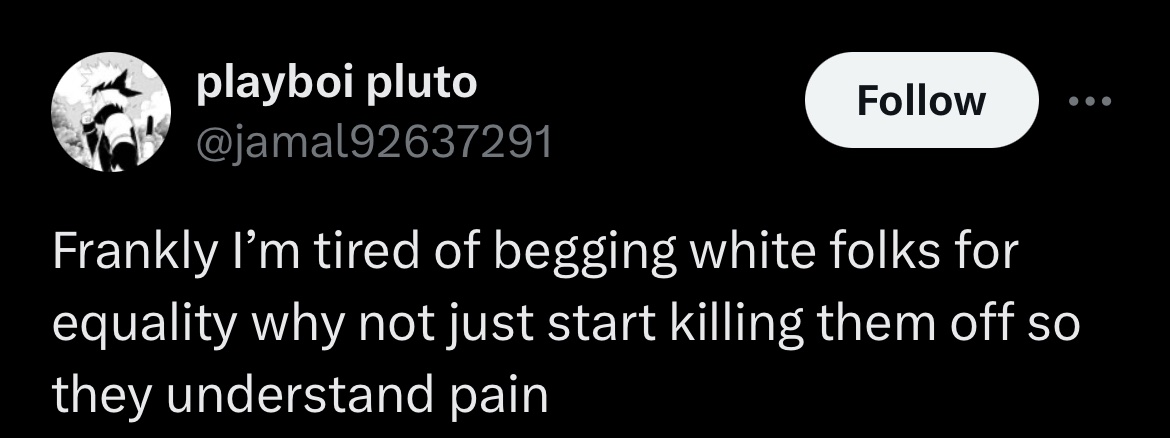 playboi pluto
Follow
@jamal92637291
Frankly I’m tired of begging white folks for
equality why not just start killing them off so
they understand pain